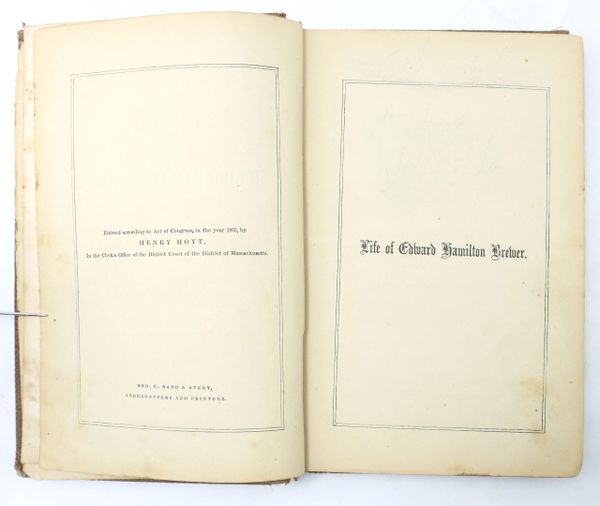 Entered according to Act of Congress, in the year 1863, by
HENRY HOYT,
In the Clerk's Office of the District Court of the District of Massachusetts.
GEO. C. RAND & AVERY,
STEREOTYPERS AND PRINTERS.
Life of Edward Hamilton Brewer.